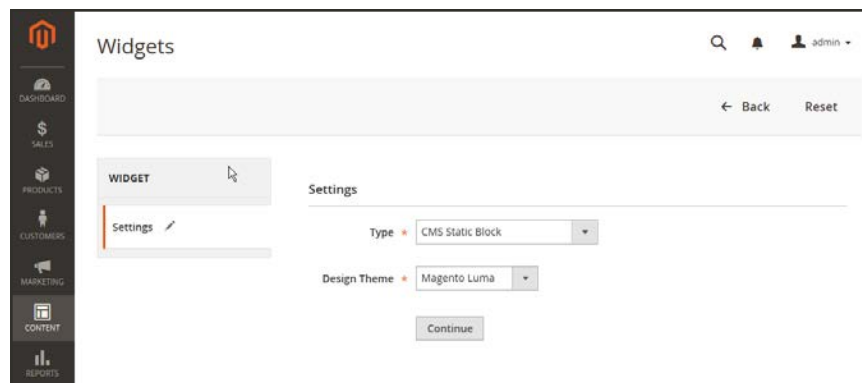 Widgets
admin
← Back Reset
DASHBOARD
SALES
PRODUCTS
CUSTOMERS
MARKETING
CONTENT
REPORTS
WIDGET
Settings
Settings
Type * CMS Static Block
Design Theme * Magento Luma
Continue